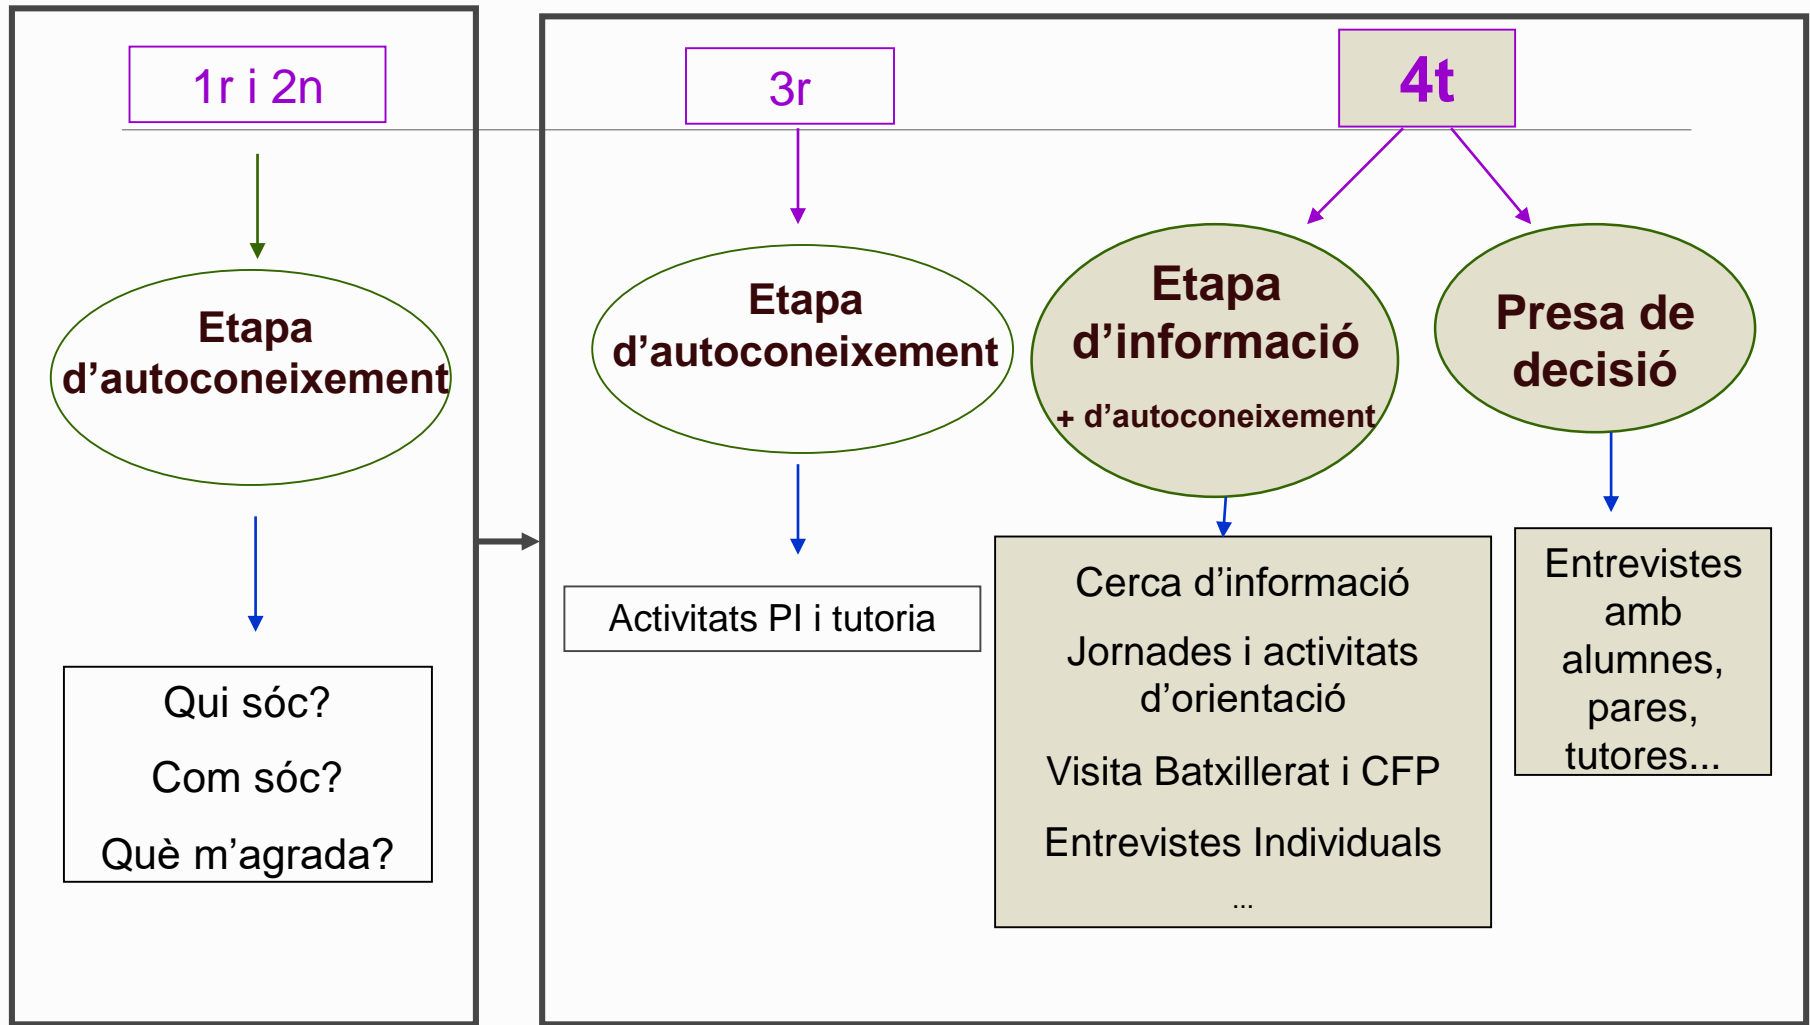 1r i 2n
Etapa
d’autoconeixement
Qui sóc?
Com sóc?
Què m’agrada?
3r
Etapa
d’autoconeixement
Activitats PI i tutoria
4t
Etapa
d’informació
+ d’autoconeixement
Cerca d’informació
Jornades i activitats
d’orientació
Visita Batxillerat i CFP
Entrevistes Individuals
...
Presa de
decisió
Entrevistes
amb
alumnes,
pares,
tutores...